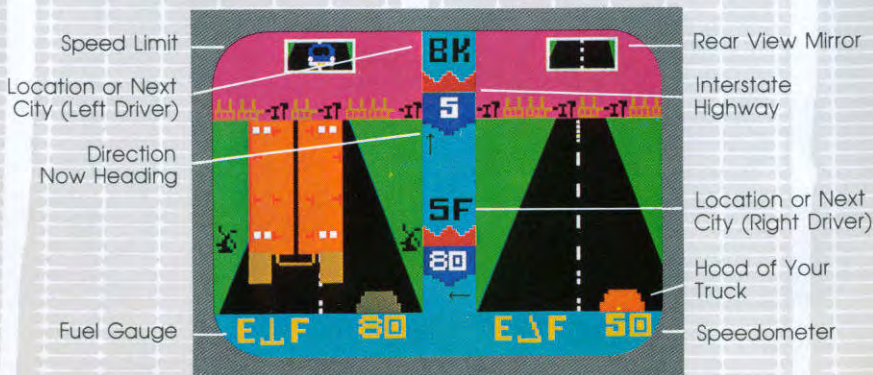 Speed Limit
Location or Next
City (Left Driver)
Direction
Now Heading
Fuel Gauge
BK
5
↑
SF
80
←
E F 80
E F 50
Rear View Mirror
Interstate
Highway
Location or Next
City (Right Driver)
Hood of Your
Truck
Speedometer